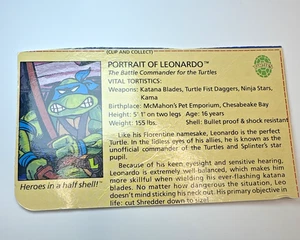 (CLIP AND COLLECT)
PORTRAIT OF LEONARDO™
The Battle Commander for the Turtles
VITAL TORTISTICS:
Weapons: Katana Blades, Turtle Fist Daggers, Ninja Stars,
Kama
Birthplace: McMahon's Pet Emporium, Chesabeake Bay
Height: 5' 1" on two legs Age: 16 years
Weight: 155 lbs. Shell: Bullet proof & shock resistant
Like his Florentine namesake, Leonardo is the perfect
Turtle. In the lidless eyes of his allies, he is known as the
unofficial commander of the Turtles and Splinter's star
pupil.
Because of his keen eyesight and sensitive hearing,
Leonardo is extremely well-balanced, which makes him
more skillful when wielding his ever-flashing katana
blades. No matter how dangerous the situation, Leo
doesn't mind sticking his neck out. His primary objective in
life: cut Shredder down to size!
Heroes in a half shell!™